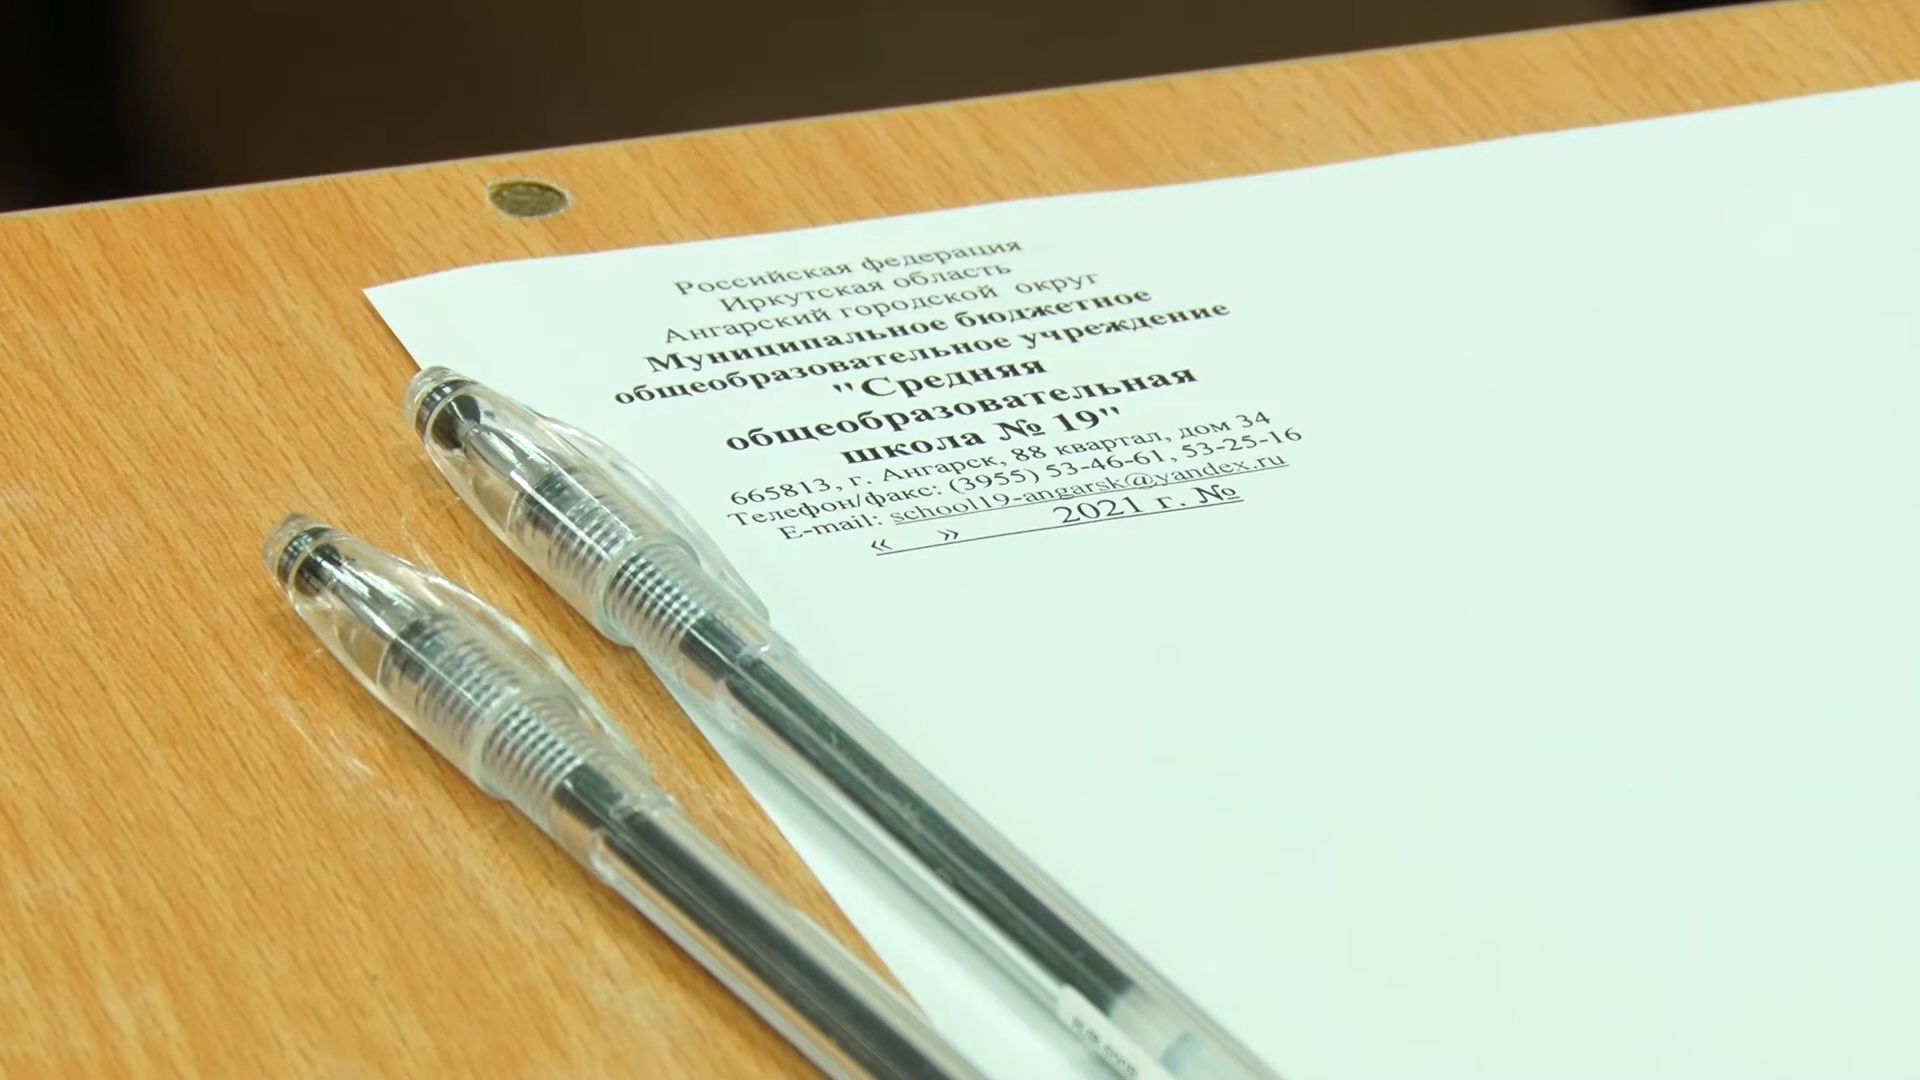 Российская федерация
Иркутская область
Ангарский городской округ
Муниципальное бюджетное
общеобразовательное учреждение
"Средняя
общеобразовательная
школа № 19"
665813, г. Ангарск, 88 квартал, дом 34
Телефон/факс: (3955) 53-46-61, 53-25-16
E-mail: school19-angarsk@yandex.ru
« » 2021 г. №